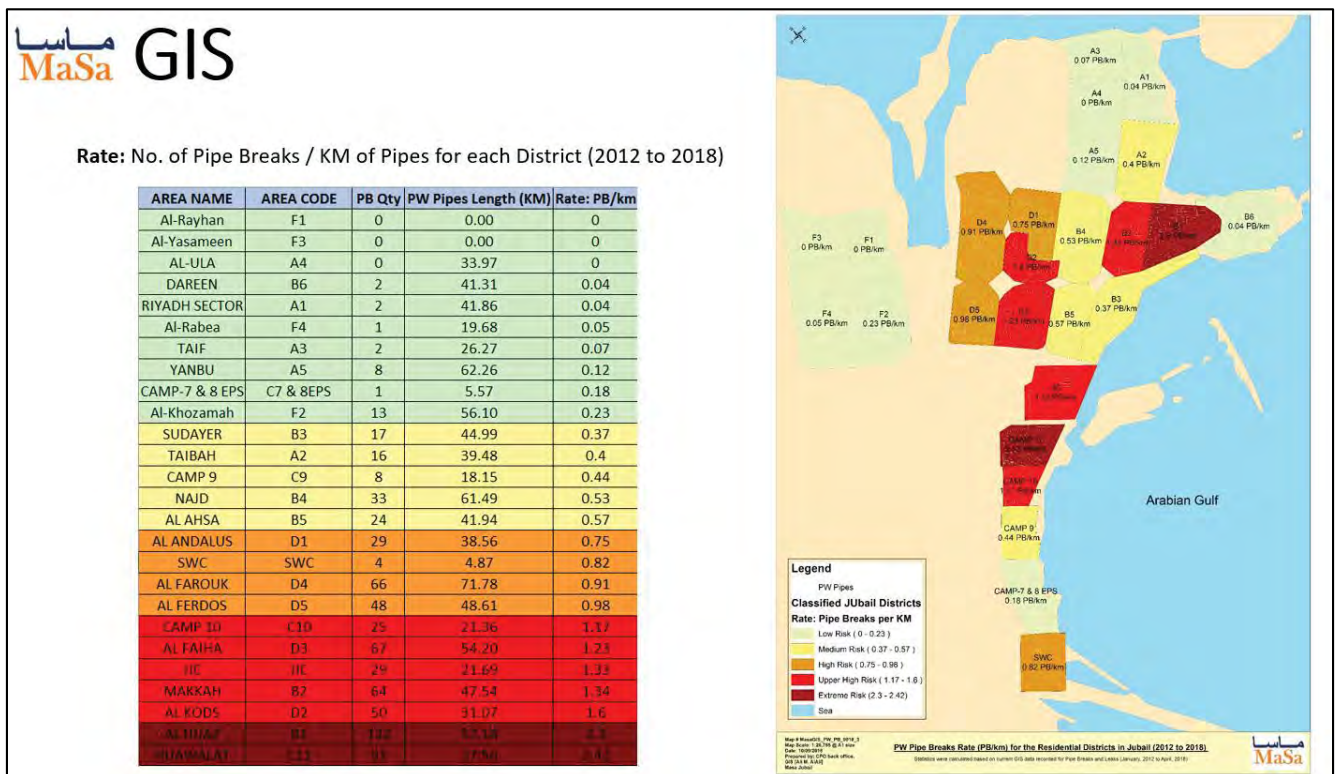 ماسا
MaSa
GIS
Rate: No. of Pipe Breaks / KM of Pipes for each District (2012 to 2018)
AREA NAME AREA CODE PB Qty PW Pipes Length (KM) Rate: PB/km
Al-Rayhan F1 0 0.00 0
Al-Yasameen F3 0 0.00 0
AL-ULA A4 0 33.97 0
DAREEN B6 2 41.31 0.04
RIYADH SECTOR A1 2 41.86 0.04
Al-Rabea F4 1 19.68 0.05
TAIF A3 2 26.27 0.07
YANBU A5 8 62.26 0.12
CAMP-7 & 8 EPS C7 & 8EPS 1 5.57 0.18
Al-Khozamah F2 13 56.10 0.23
SUDAYER B3 17 44.99 0.37
TAIBAH A2 16 39.48 0.4
CAMP 9 C9 8 18.15 0.44
NAJD B4 33 61.49 0.53
AL AHSA B5 24 41.94 0.57
AL ANDALUS D1 29 38.56 0.75
SWC SWC 4 4.87 0.82
AL FAROUK D4 66 71.78 0.91
AL FERDOS D5 48 48.61 0.98
CAMP 10 C10 25 21.36 1.17
AL FAIHA D3 67 54.20 1.23
JIC JIC 29 21.69 1.33
MAKKAH B2 64 47.54 1.34
AL KODS D2 50 31.07 1.6
A3
0.07 PB/km
A1
0.04 PB/km
A4
0 PB/km
A5
0.12 PB/km
A2
0.4 PB/km
D4
0.91 PB/km
D1
0.75 PB/km
B4
0.53 PB/km
B6
0.04 PB/km
F3
0 PB/km
F1
0 PB/km
F4
0.05 PB/km
F2
0.23 PB/km
D5
0.98 PB/km
B5
0.57 PB/km
B3
0.37 PB/km
CAMP 9
0.44 PB/km
CAMP-7 & 8 EPS
0.18 PB/km
SWC
0.82 PB/km
Arabian Gulf
Legend
PW Pipes
Classified JUbail Districts
Rate: Pipe Breaks per KM
Low Risk ( 0 - 0.23 )
Medium Risk ( 0.37 - 0.57 )
High Risk ( 0.75 - 0.98 )
Upper High Risk ( 1.17 - 1.6 )
Extreme Risk (2.3 - 2.42 )
Sea
PW Pipe Breaks Rate (PB/km) for the Residential Districts in Jubail (2012 to 2018)
Statistics were calculated based on current GIS data recorded for Pipe Breaks and Leaks (January, 2012 to April, 2018)
ماسا
MaSa